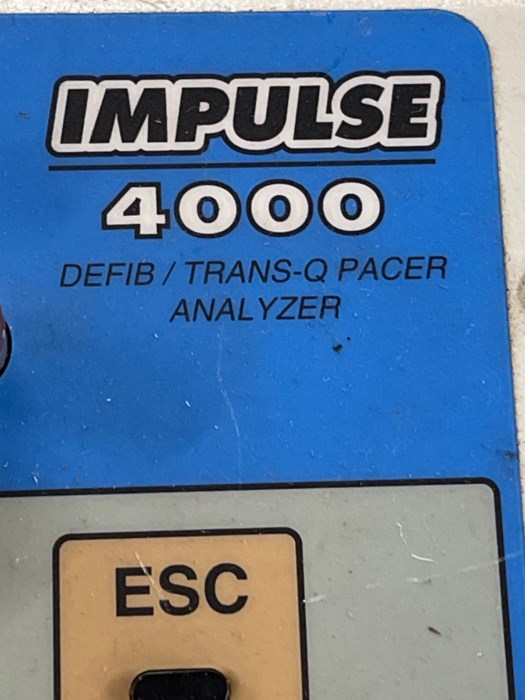 IMPULSE
4000
DEFIB / TRANS-Q PACER
ANALYZER
ESC